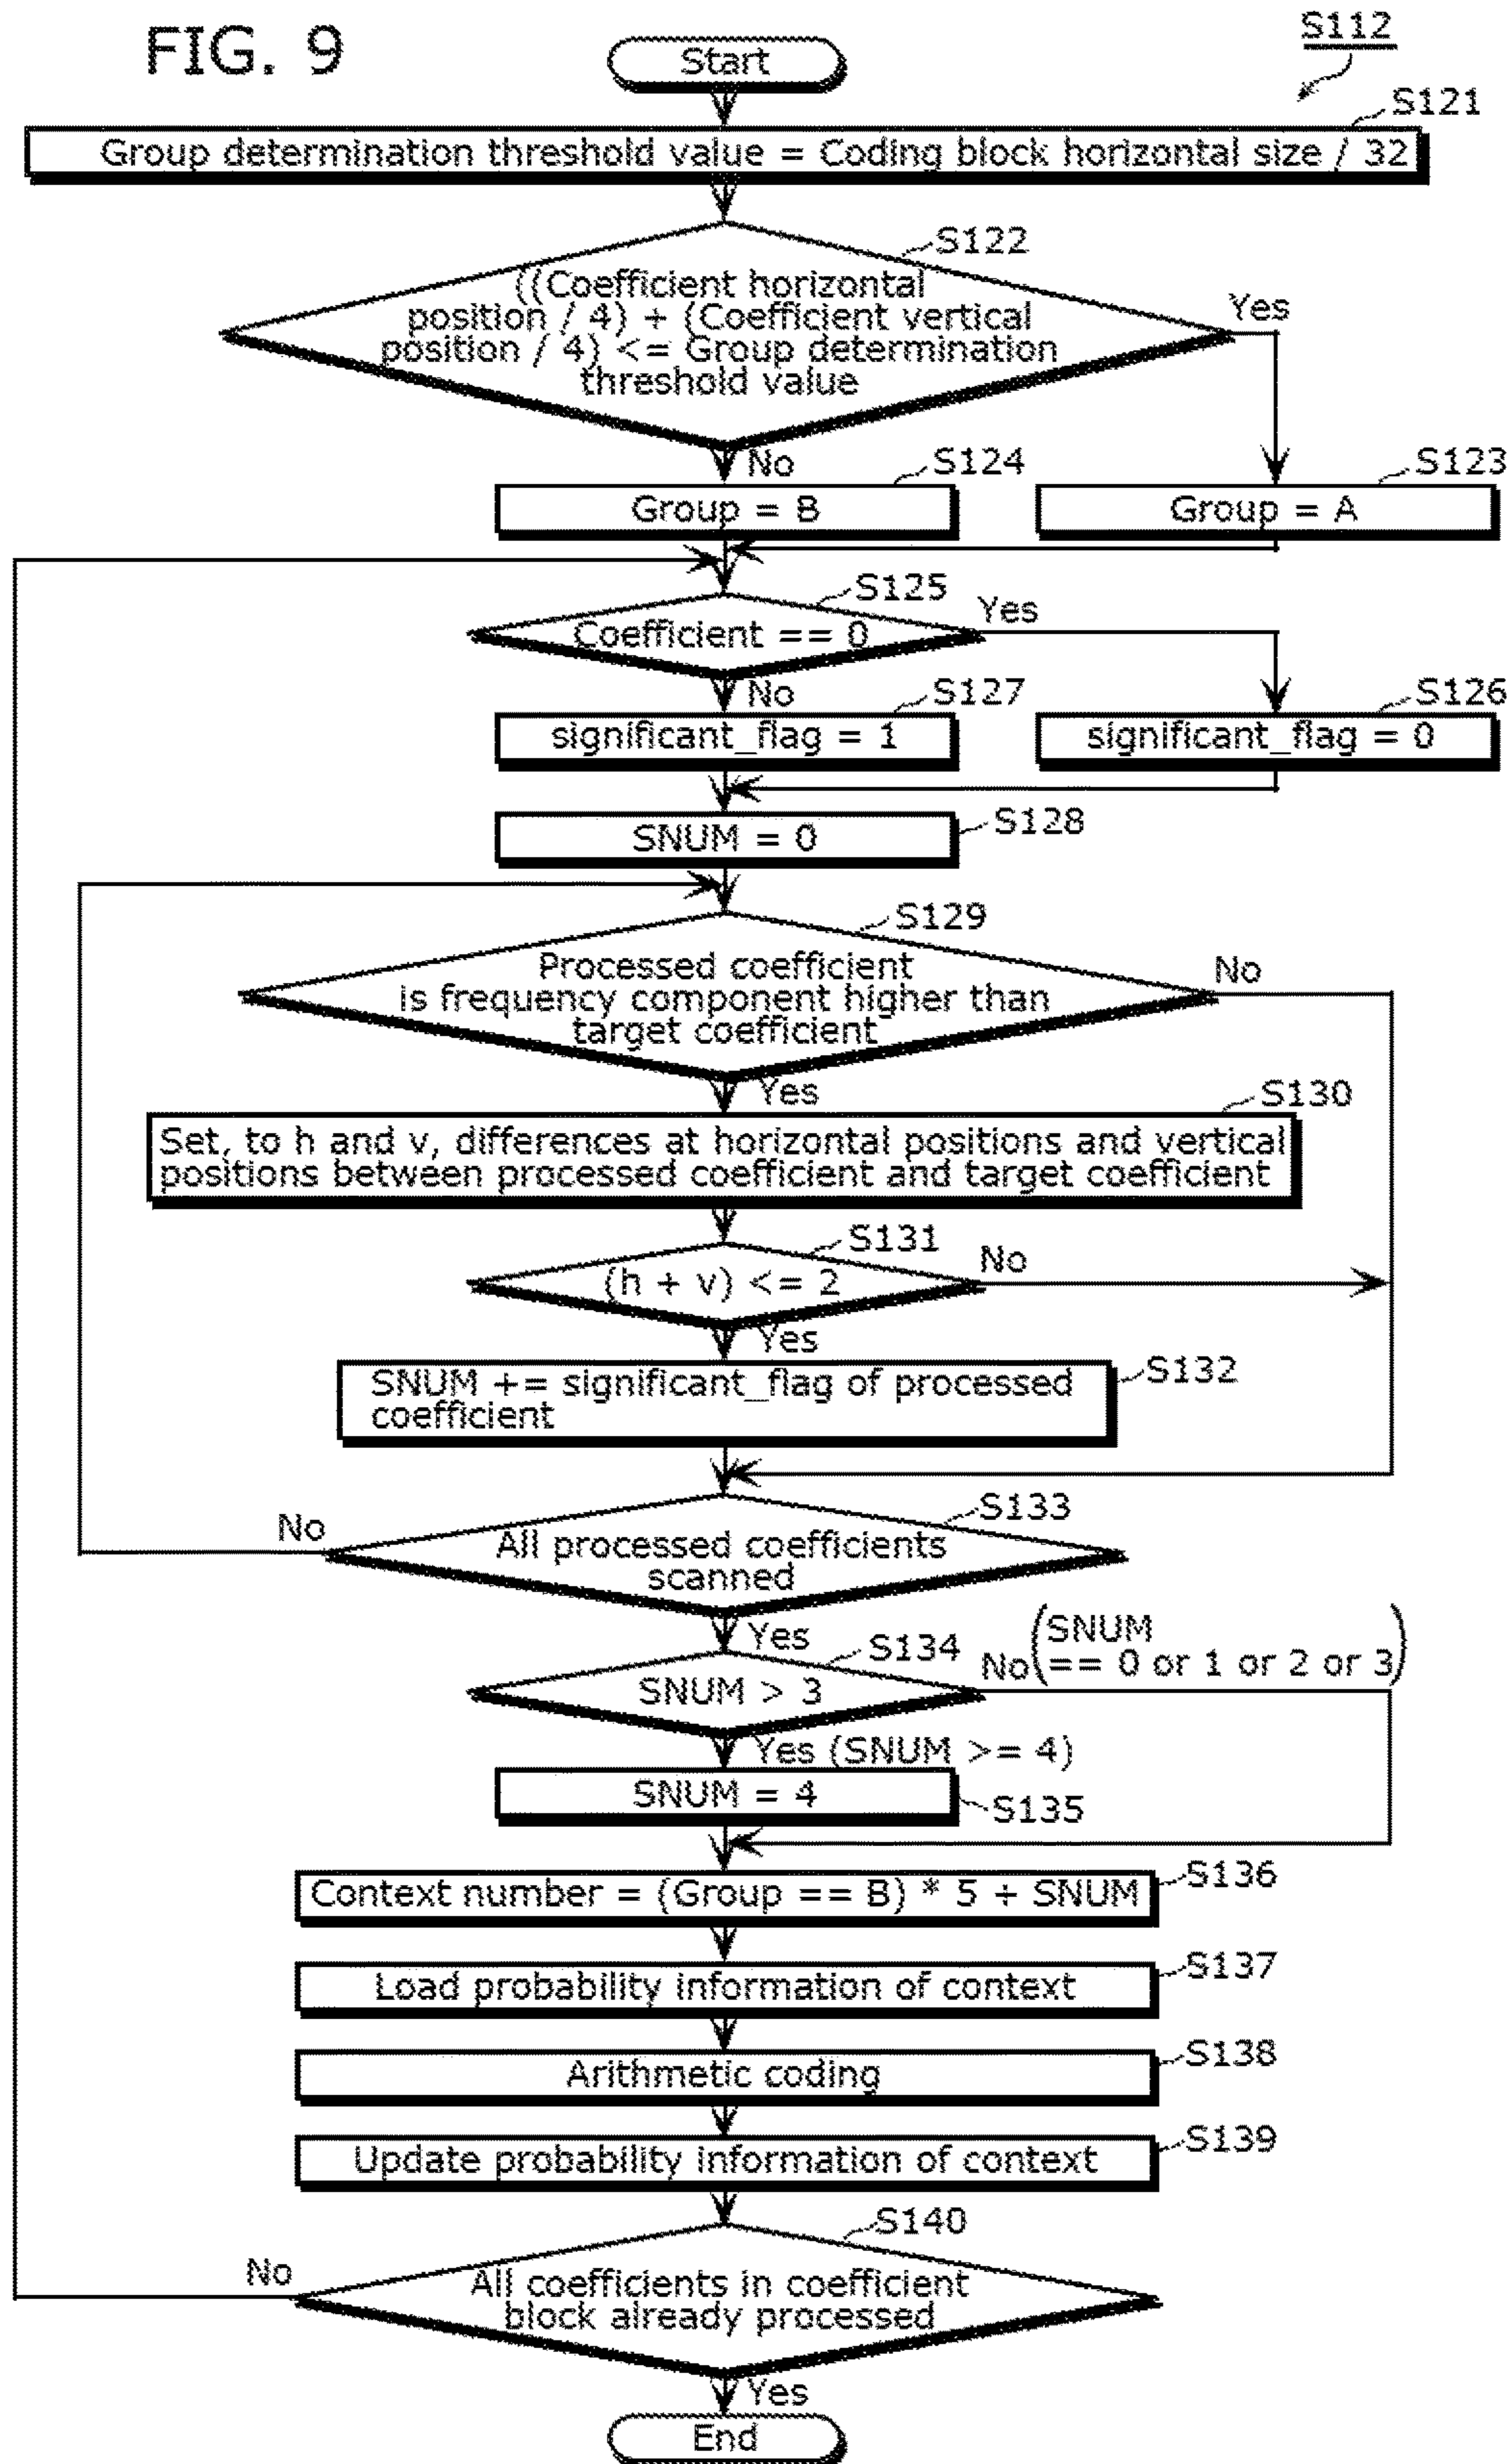 FIG. 9
S112
Start
S121
Group determination threshold value = Coding block horizontal size / 32
S122
((Coefficient horizontal
position / 4) + (Coefficient vertical
position / 4) <= Group determination
threshold value
Yes
No
S124
Group = B
S123
Group = A
S125
Coefficient == 0
Yes
No
S127
significant_flag = 1
S126
significant_flag = 0
SNUM = 0
S128
S129
Processed coefficient
is frequency component higher than
target coefficient
No
Yes
S130
Set, to h and v, differences at horizontal positions and vertical
positions between processed coefficient and target coefficient
S131
(h + v) <= 2
No
Yes
S132
SNUM += significant_flag of processed
coefficient
S133
All processed coefficients
scanned
No
Yes
S134
SNUM > 3
No (SNUM
== 0 or 1 or 2 or 3)
Yes (SNUM >= 4)
SNUM = 4
S135
Context number = (Group == B) * 5 + SNUM
S136
Load probability information of context
S137
Arithmetic coding
S138
Update probability information of context
S139
S140
All coefficients in coefficient
block already processed
No
Yes
End